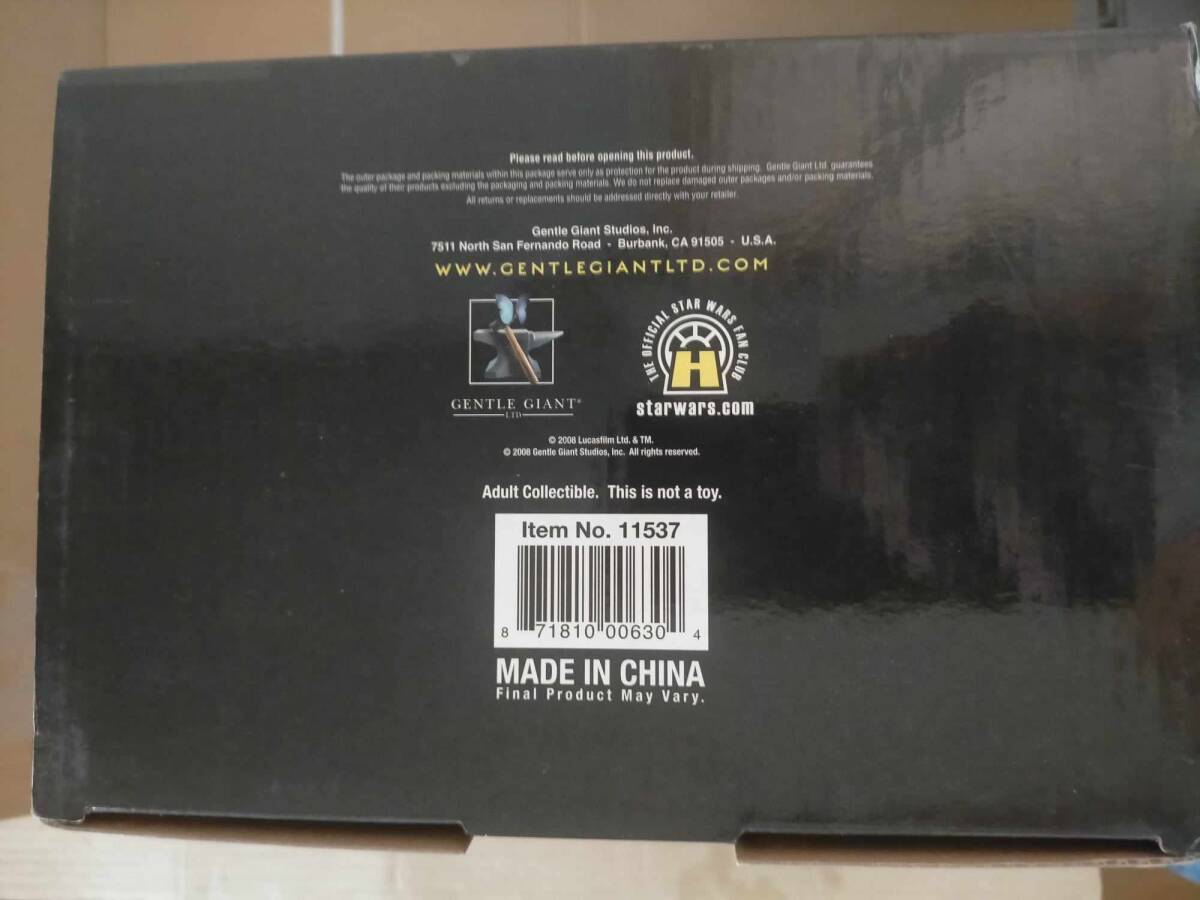 Please read before opening this product.
The outer package and packing materials within this package serve only as protection for the product during shipping. Gentle Giant Ltd. guarantees
the quality of their products excluding the packaging and packing materials. We do not replace damaged outer packages and/or packing materials.
All returns or replacements should be addressed directly with your retailer.
Gentle Giant Studios, Inc.
7511 North San Fernando Road - Burbank, CA 91505 - U.S.A.
WWW.GENTLEGIANTLTD.COM
GENTLE GIANT®
LTD
THE OFFICIAL STAR WARS FAN CLUB
H
starwars.com
© 2008 Lucasfilm Ltd. & TM.
© 2008 Gentle Giant Studios, Inc. All rights reserved.
Adult Collectible. This is not a toy.
Item No. 11537
8 71810 00630 4
MADE IN CHINA
Final Product May Vary.